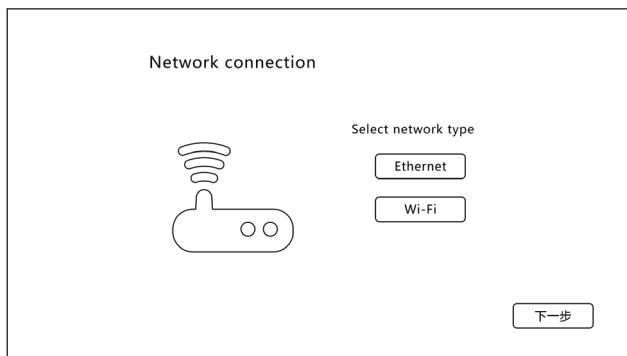 Network connection
Select network type
Ethernet
Wi-Fi
下一步